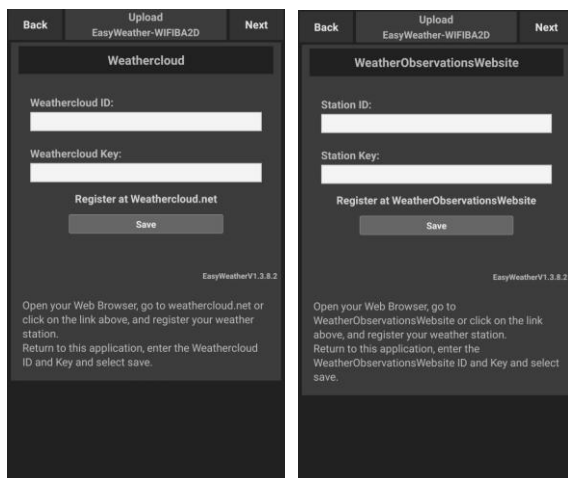 Back
Upload
EasyWeather-WIFIBA2D
Next
Weathercloud
Weathercloud ID:
Weathercloud Key:
Register at Weathercloud.net
Save
EasyWeatherV1.3.8.2
Open your Web Browser, go to weathercloud.net or
click on the link above, and register your weather
station.
Return to this application, enter the Weathercloud
ID and Key and select save.
Back
Upload
EasyWeather-WIFIBA2D
Next
WeatherObservationsWebsite
Station ID:
Station Key:
Register at WeatherObservationsWebsite
Save
EasyWeatherV1.3.8.2
Open your Web Browser, go to
WeatherObservationsWebsite or click on the link
above, and register your weather station.
Return to this application, enter the
WeatherObservationsWebsite ID and Key and select
save.